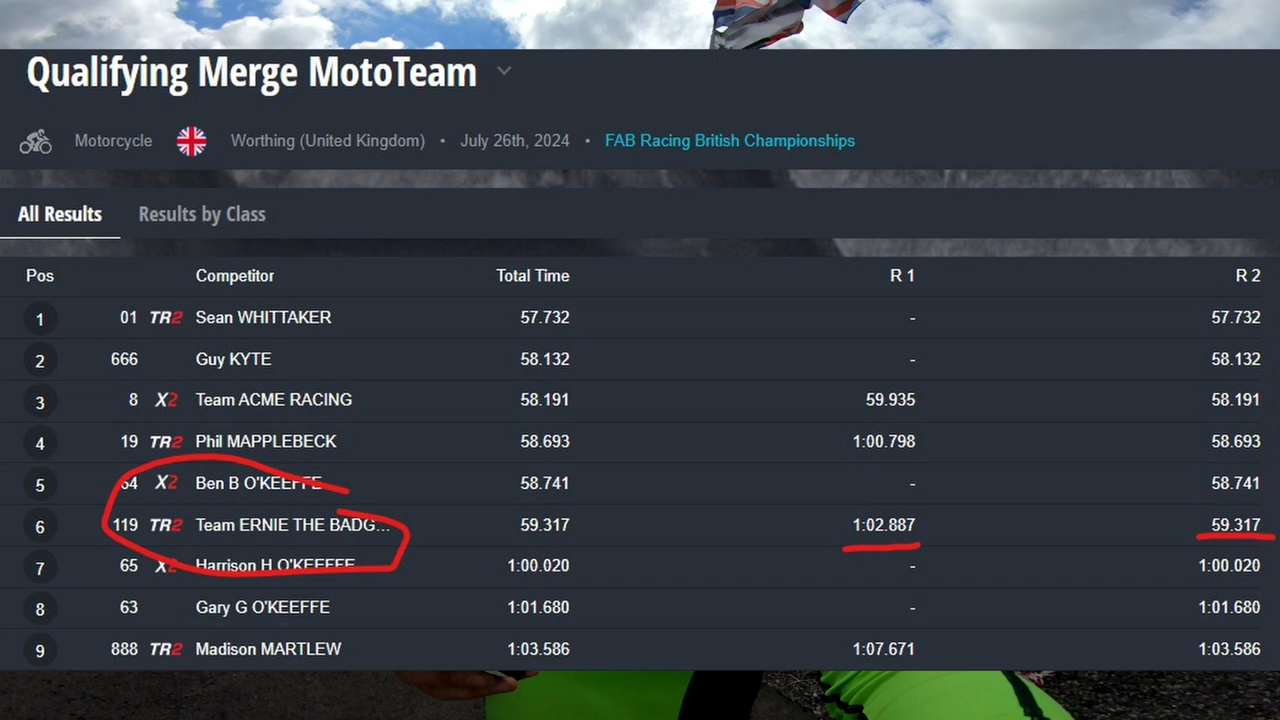 Qualifying Merge MotoTeam
Motorcycle Worthing (United Kingdom) • July 26th, 2024 • FAB Racing British Championships
All Results Results by Class
Pos Competitor Total Time R 1 R 2
1 01 TR2 Sean WHITTAKER 57.732 - 57.732
2 666 Guy KYTE 58.132 - 58.132
3 8 X2 Team ACME RACING 58.191 59.935 58.191
4 19 TR2 Phil MAPPLEBECK 58.693 1:00.798 58.693
5 64 X2 Ben B O'KEEFFE 58.741 - 58.741
6 119 TR2 Team ERNIE THE BADG... 59.317 1:02.887 59.317
7 65 X2 Harrison H O'KEEFFE 1:00.020 - 1:00.020
8 63 Gary G O'KEEFFE 1:01.680 - 1:01.680
9 888 TR2 Madison MARTLEW 1:03.586 1:07.671 1:03.586